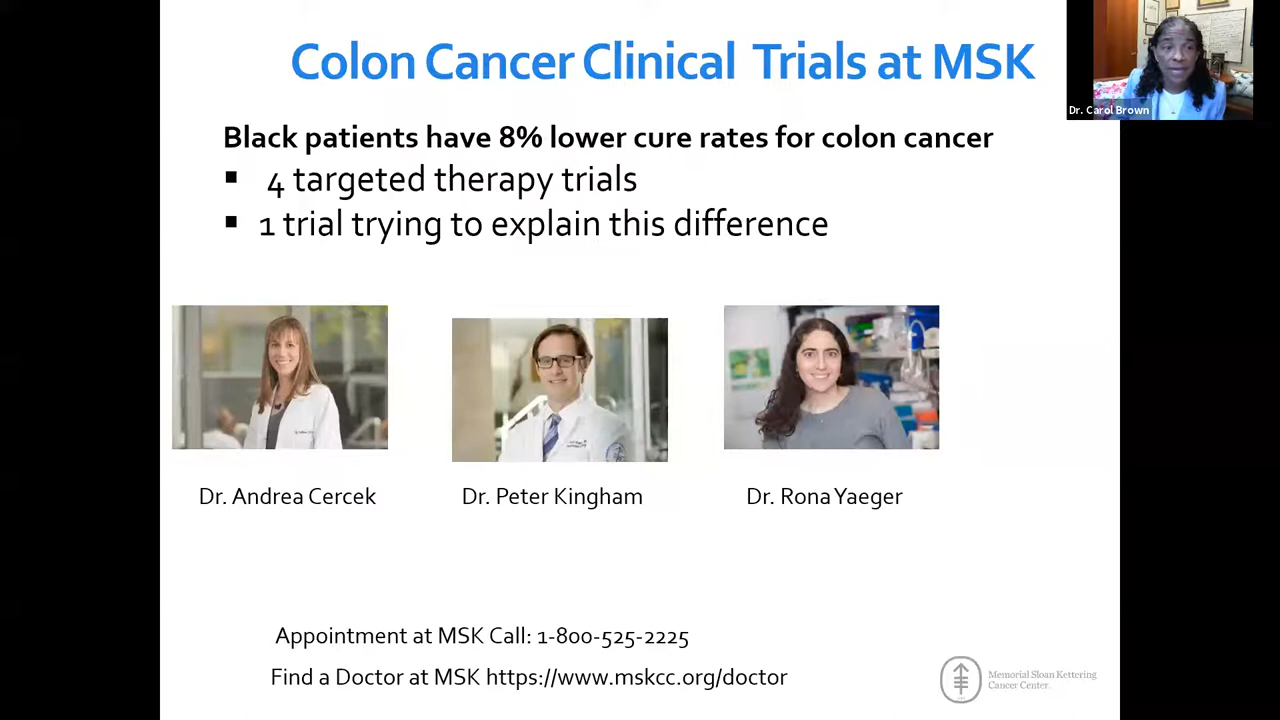 Colon Cancer Clinical Trials at MSK
Dr. Carol Brown
Black patients have 8% lower cure rates for colon cancer
▪ 4 targeted therapy trials
▪ 1 trial trying to explain this difference
Dr. Andrea Cercek
Dr. Peter Kingham
Dr. Rona Yaeger
Appointment at MSK Call: 1-800-525-2225
Find a Doctor at MSK https://www.mskcc.org/doctor
Memorial Sloan Kettering
Cancer Center